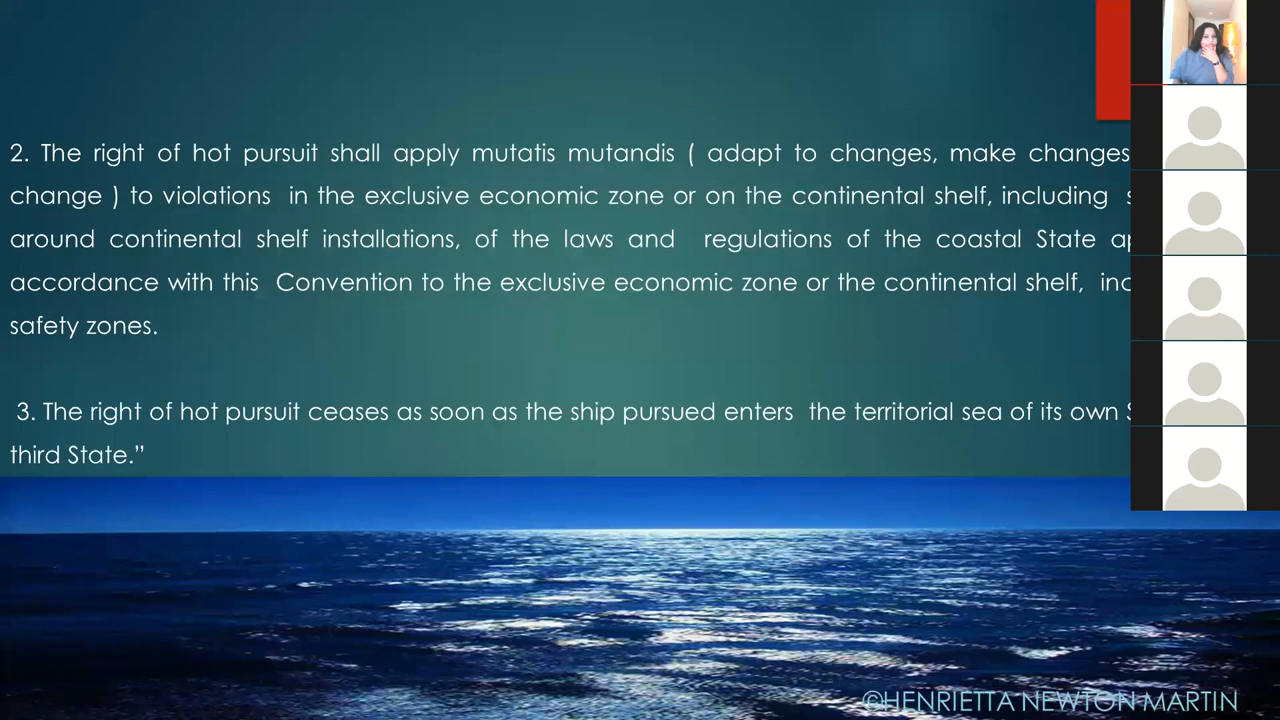 2. The right of hot pursuit shall apply mutatis mutandis ( adapt to changes, make changes
change ) to violations in the exclusive economic zone or on the continental shelf, including
around continental shelf installations, of the laws and regulations of the coastal State
accordance with this Convention to the exclusive economic zone or the continental shelf,
safety zones.
3. The right of hot pursuit ceases as soon as the ship pursued enters the territorial sea of its own
third State.”
©HENRIETTA NEWTON MARTIN